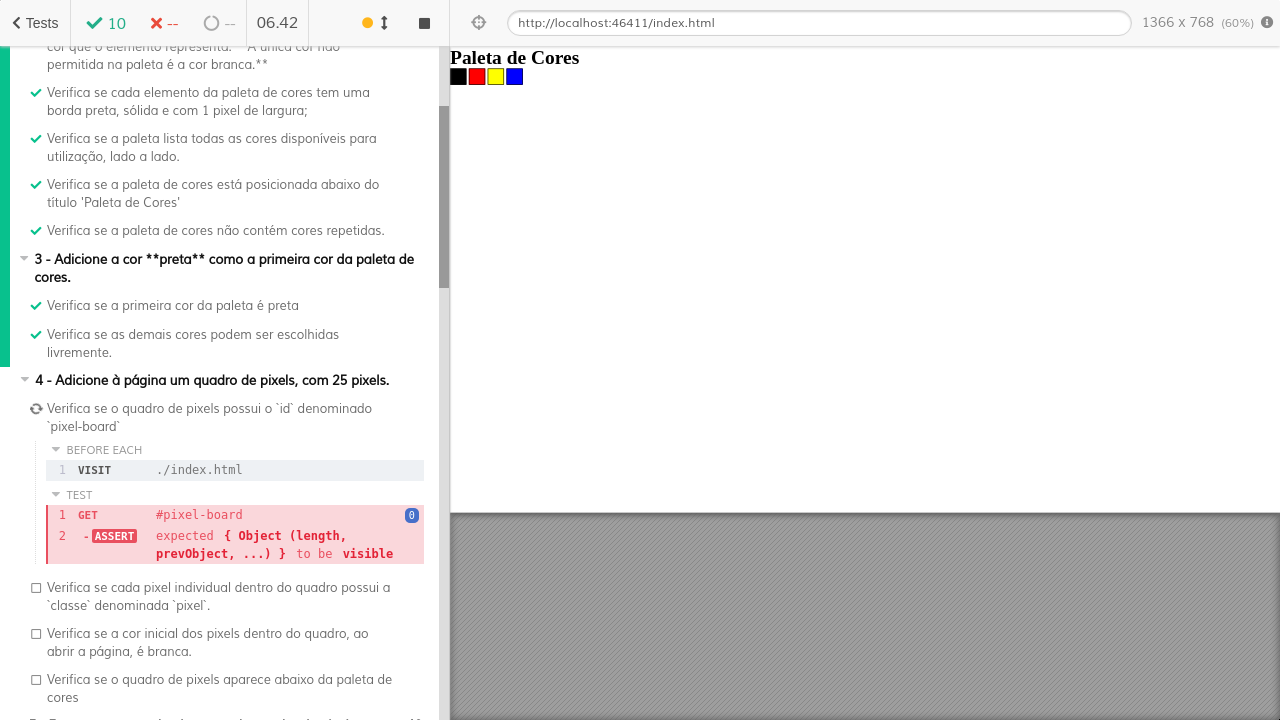 Tests
10
--
--
06.42
http://localhost:46411/index.html
1366 x 768 (60%)
cor que o elemento representa. **A única cor não
permitida na paleta é a cor branca.**
Verifica se cada elemento da paleta de cores tem uma
borda preta, sólida e com 1 pixel de largura;
Verifica se a paleta lista todas as cores disponíveis para
utilização, lado a lado.
Verifica se a paleta de cores está posicionada abaixo do
título 'Paleta de Cores'
Verifica se a paleta de cores não contém cores repetidas.
3 - Adicione a cor **preta** como a primeira cor da paleta de
cores.
Verifica se a primeira cor da paleta é preta
Verifica se as demais cores podem ser escolhidas
livremente.
4 - Adicione à página um quadro de pixels, com 25 pixels.
Verifica se o quadro de pixels possui o `id` denominado
`pixel-board`
BEFORE EACH
1 VISIT ./index.html
TEST
1 GET #pixel-board 0
2 -ASSERT expected { Object (length,
prevObject, ...) } to be visible
Verifica se cada pixel individual dentro do quadro possui a
`classe` denominada `pixel`.
Verifica se a cor inicial dos pixels dentro do quadro, ao
abrir a página, é branca.
Verifica se o quadro de pixels aparece abaixo da paleta de
cores
Paleta de Cores